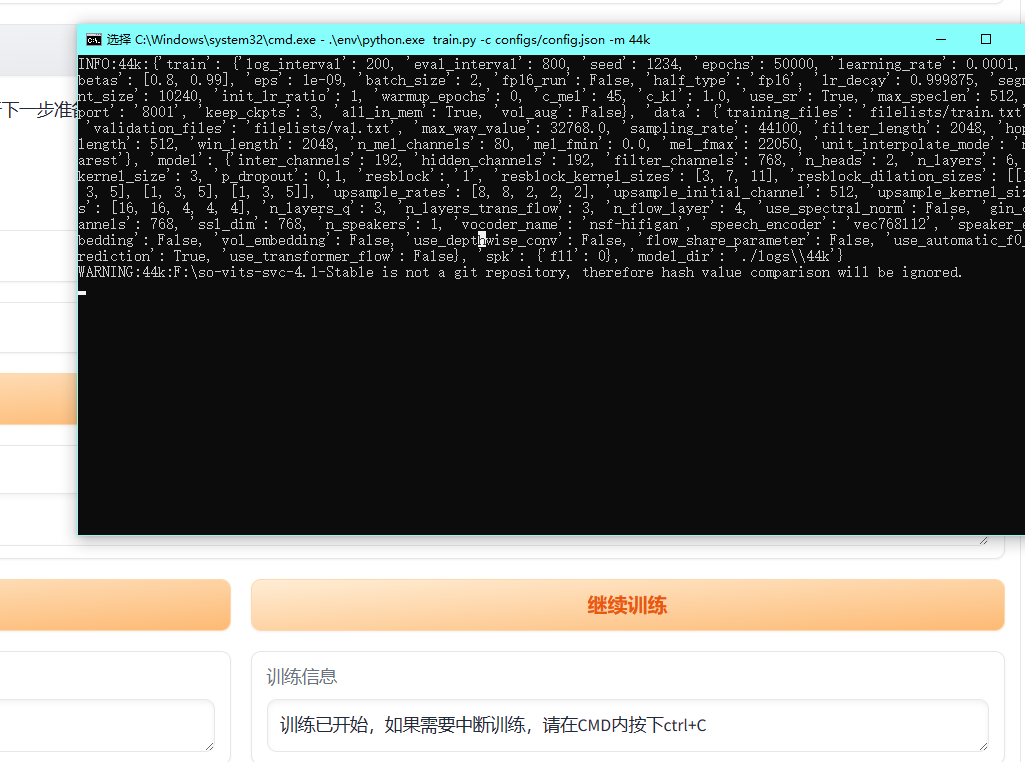 选择 C:\Windows\system32\cmd.exe - .\env\python.exe  train.py -c configs/config.json -m 44k
INFO:44k:{'train': {'log_interval': 200, 'eval_interval': 800, 'seed': 1234, 'epochs': 50000, 'learning_rate': 0.0001,
betas': [0.8, 0.99], 'eps': 1e-09, 'batch_size': 2, 'fp16_run': False, 'half_type': 'fp16', 'lr_decay': 0.999875, 'seg
下一步准
nt_size': 10240, 'init_lr_ratio': 1, 'warmup_epochs': 0, 'c_mel': 45, 'c_kl': 1.0, 'use_sr': True, 'max_speclen': 512,
port': '8001', 'keep_ckpts': 3, 'all_in_mem': True, 'vol_aug': False}, 'data': {'training_files': 'filelists/train.txt
'validation_files': 'filelists/val.txt', 'max_wav_value': 32768.0, 'sampling_rate': 44100, 'filter_length': 2048, 'ho
length': 512, 'win_length': 2048, 'n_mel_channels': 80, 'mel_fmin': 0.0, 'mel_fmax': 22050, 'unit_interpolate_mode': '
arest'}, 'model': {'inter_channels': 192, 'hidden_channels': 192, 'filter_channels': 768, 'n_heads': 2, 'n_layers': 6,
kernel_size': 3, 'p_dropout': 0.1, 'resblock': '1', 'resblock_kernel_sizes': [3, 7, 11], 'resblock_dilation_sizes': [[
3, 5], [1, 3, 5], [1, 3, 5]], 'upsample_rates': [8, 8, 2, 2, 2], 'upsample_initial_channel': 512, 'upsample_kernel_siz
s': [16, 16, 4, 4, 4], 'n_layers_q': 3, 'n_layers_trans_flow': 3, 'n_flow_layer': 4, 'use_spectral_norm': False, 'gin_
annels': 768, 'ssl_dim': 768, 'n_speakers': 1, 'vocoder_name': 'nsf-hifigan', 'speech_encoder': 'vec768l12', 'speaker_
bedding': False, 'vol_embedding': False, 'use_depthwise_conv': False, 'flow_share_parameter': False, 'use_automatic_f0
rediction': True, 'use_transformer_flow': False}, 'spk': {'fll': 0}, 'model_dir': './logs\\44k'}
WARNING:44k:F:\so-vits-svc-4.1-Stable is not a git repository, therefore hash value comparison will be ignored.
继续训练
训练信息
训练已开始，如果需要中断训练，请在CMD内按下ctrl+C